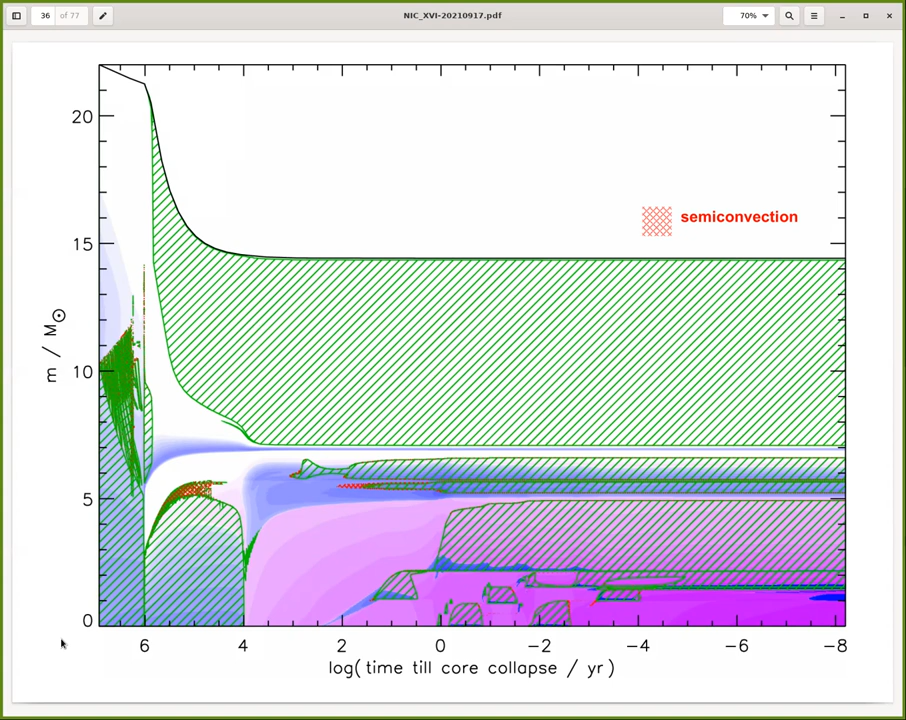 36 of 77
NIC_XVI-20210917.pdf
70%
20
15
10
5
0
m / M☉
semiconvection
6 4 2 0 −2 −4 −6 −8
log( time till core collapse / yr )